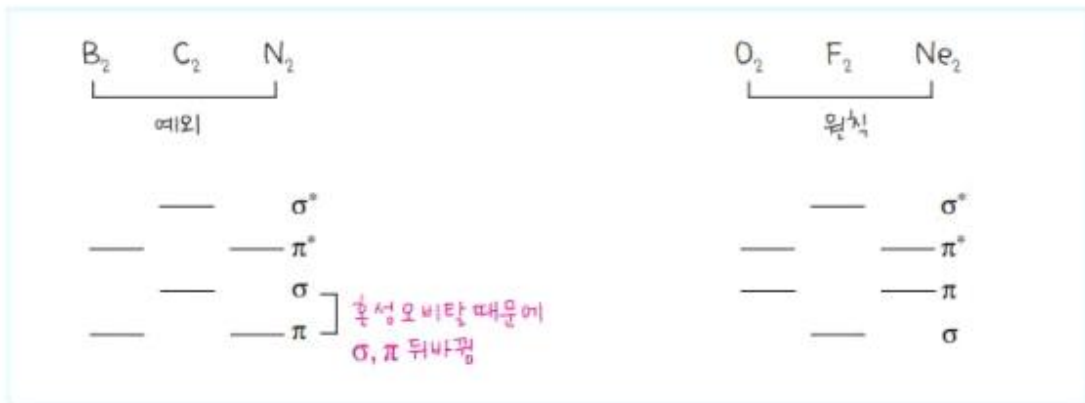 B₂ C₂ N₂
예외
σ*
π*
σ
π
혼성오비탈 때문에
σ, π 뒤바뀜
O₂ F₂ Ne₂
원칙
σ*
π*
π
σ